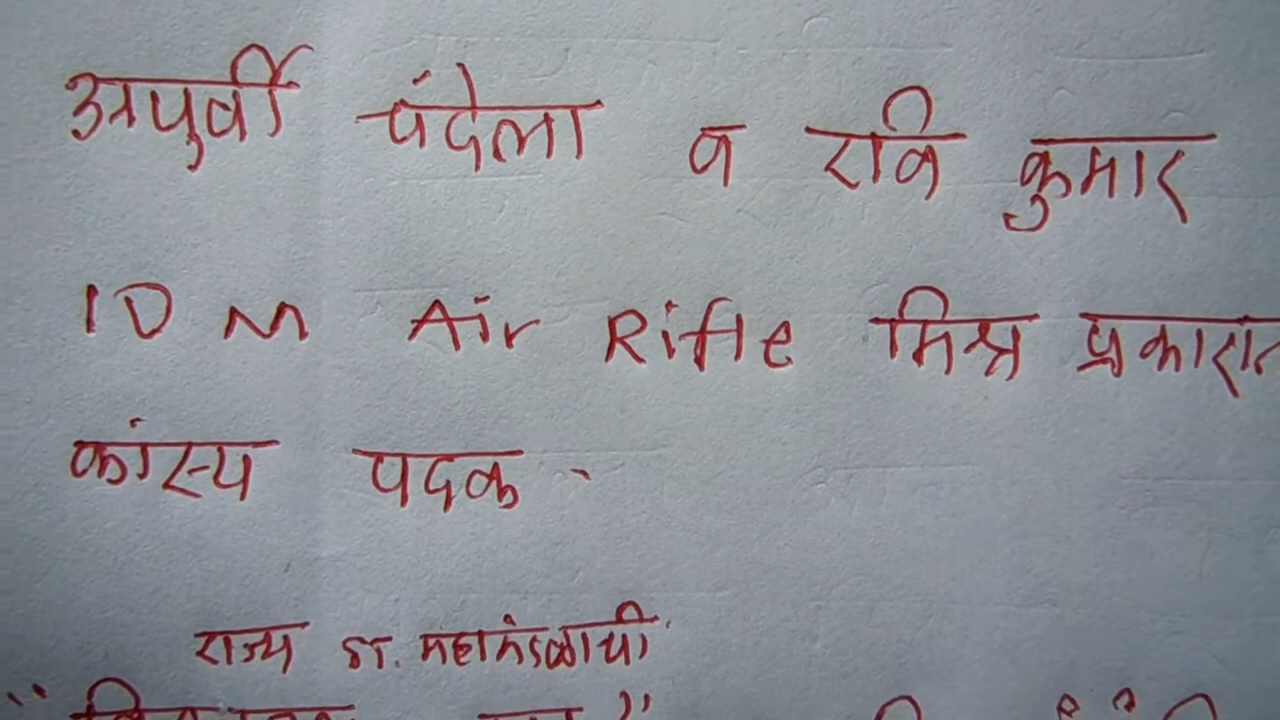 अपुर्वी चंदेला व रवि कुमार
10 m Air Rifle मिश्र प्रकारात
कांस्य पदक
राज्य प. महामंडळाची